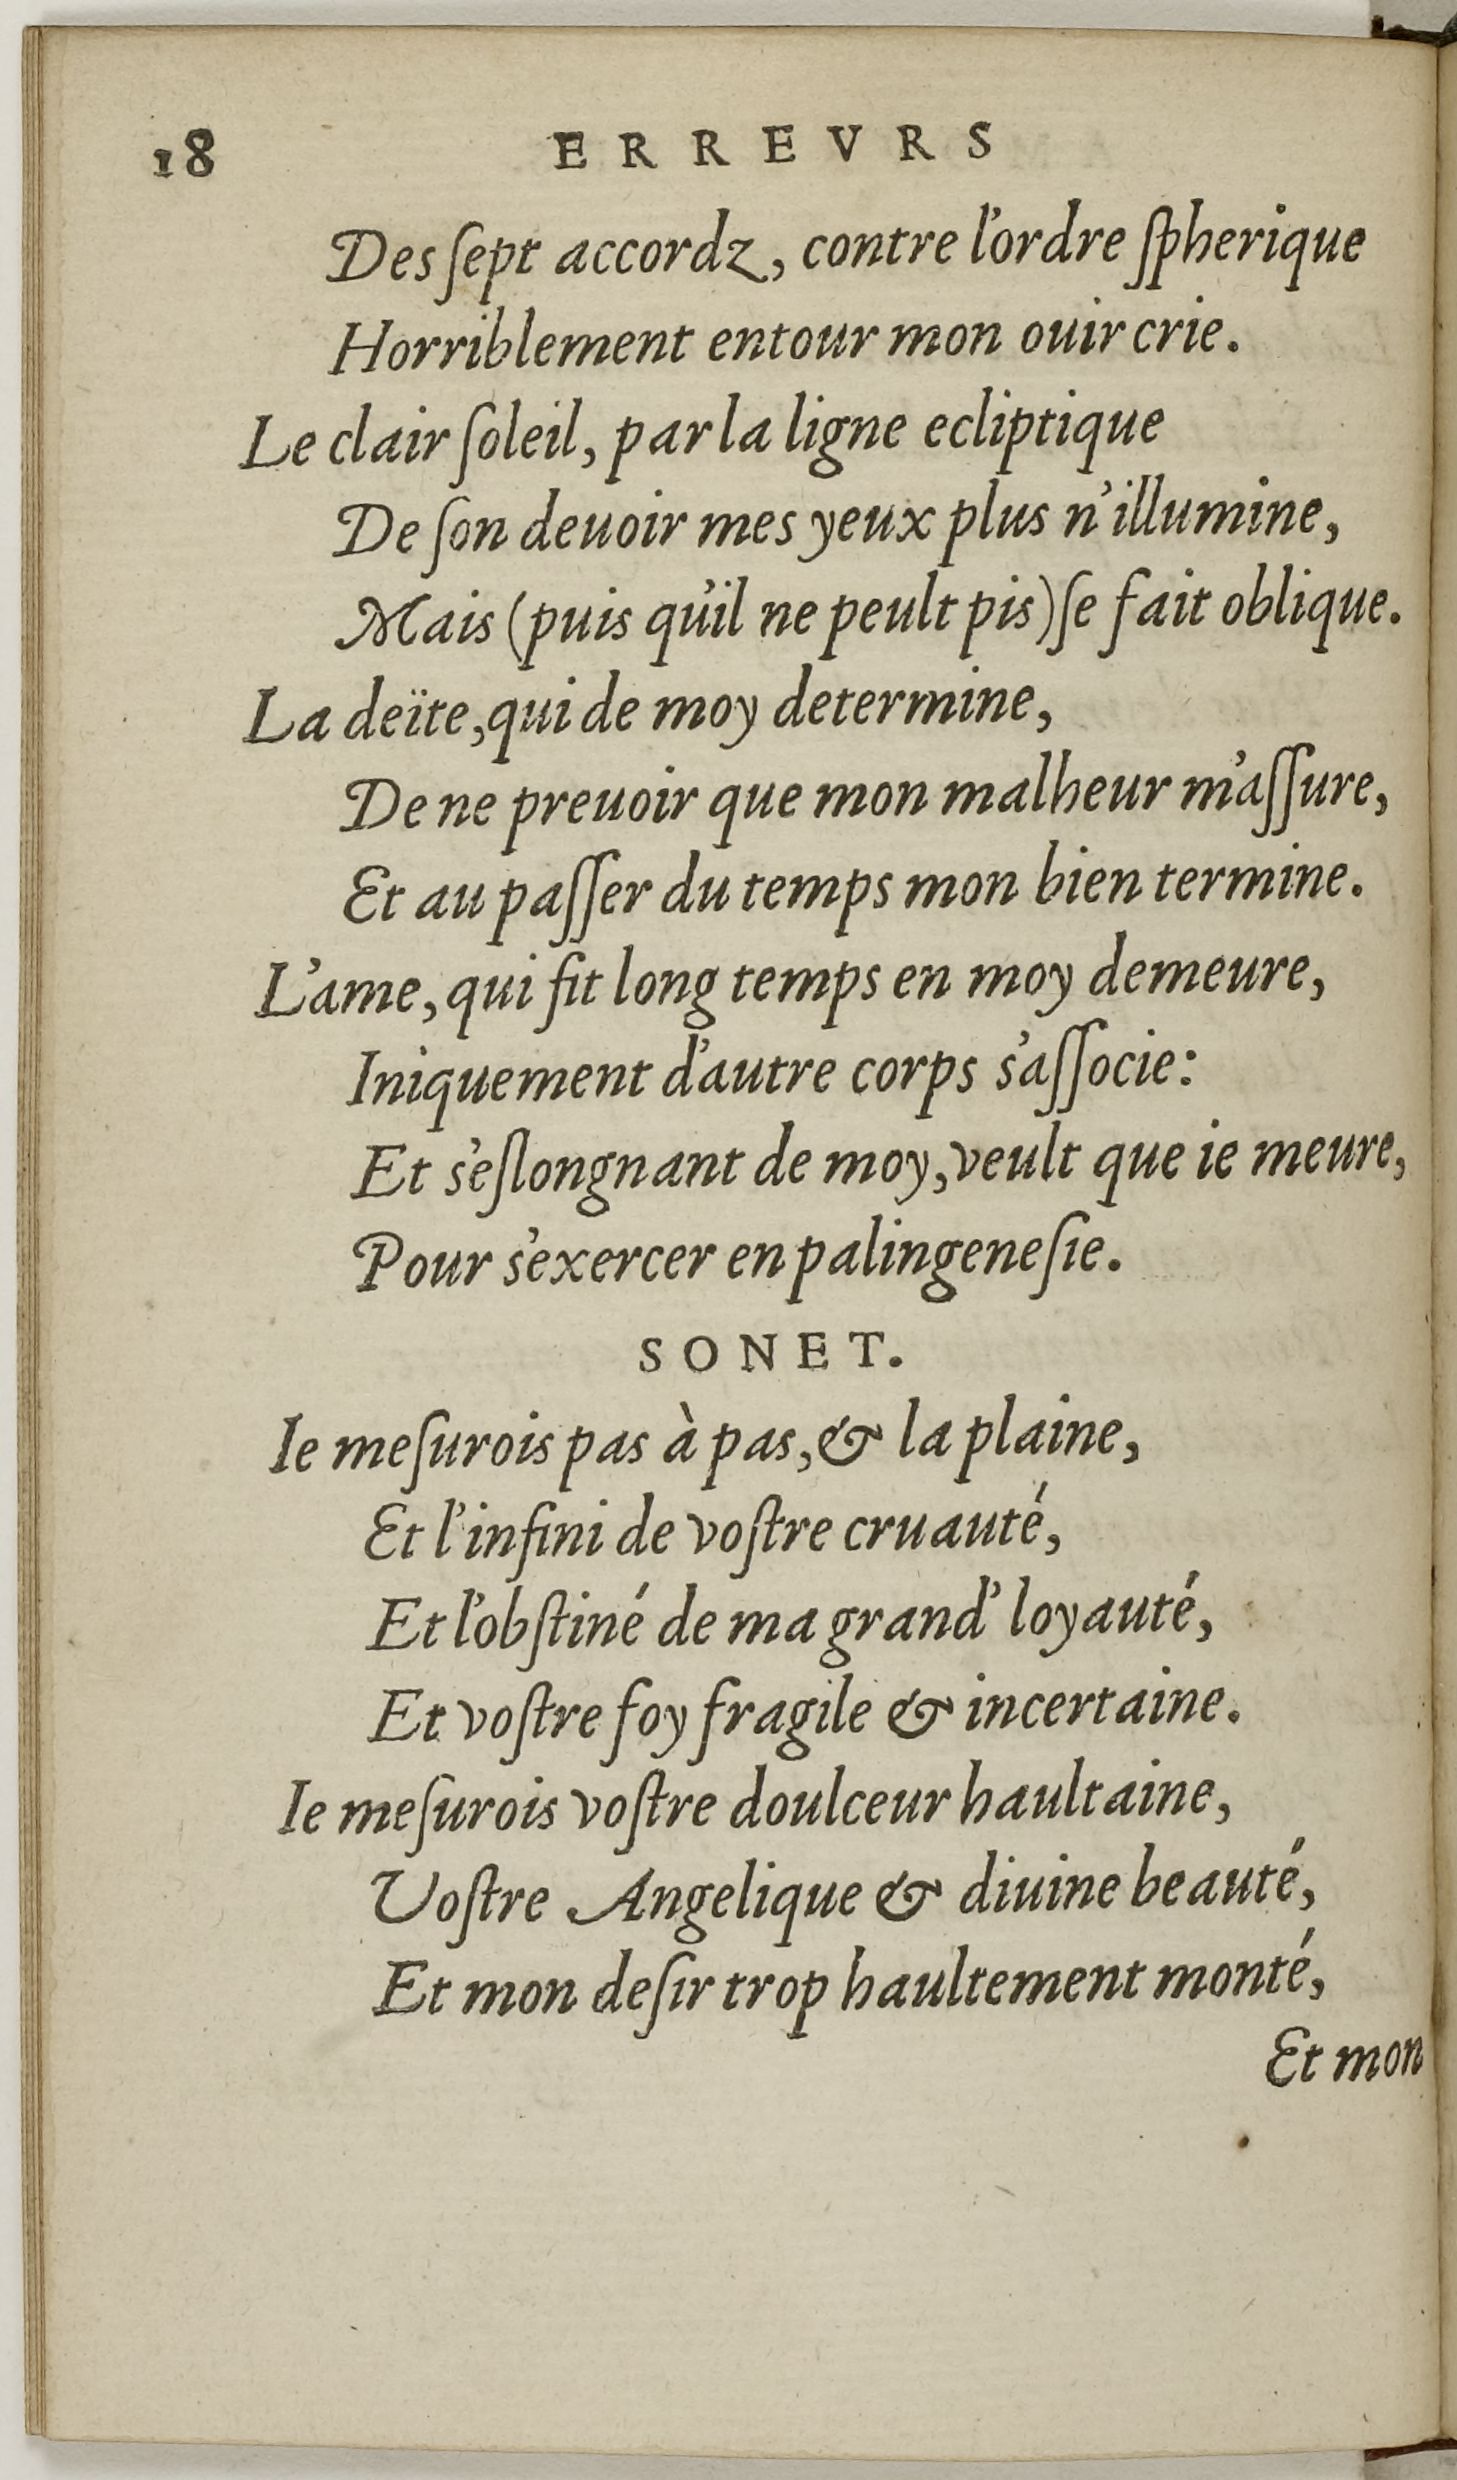 18 ERREVRS
Des ſept accordz, contre l'ordre ſpherique
Horriblement entour mon ouir crie.
Le clair ſoleil, par la ligne ecliptique
De ſon deuoir mes yeux plus n'illumine,
Mais (puis qu'il ne peult pis) ſe fait oblique.
La deïte, qui de moy determine,
De ne preuoir que mon malheur m'aſſure,
Et au paſſer du temps mon bien termine.
L'ame, qui fit long temps en moy demeure,
Iniquement d'autre corps s'aſſocie:
Et s'eſlongnant de moy, veult que ie meure,
Pour s'exercer en palingeneſie.
SONET.
Ie meſurois pas à pas, & la plaine,
Et l'infini de voſtre cruauté,
Et l'obſtiné de ma grand' loyauté,
Et voſtre foy fragile & incertaine.
Ie meſurois voſtre doulceur haultaine,
Voſtre Angelique & diuine beauté,
Et mon deſir trop haultement monté,
Et mon